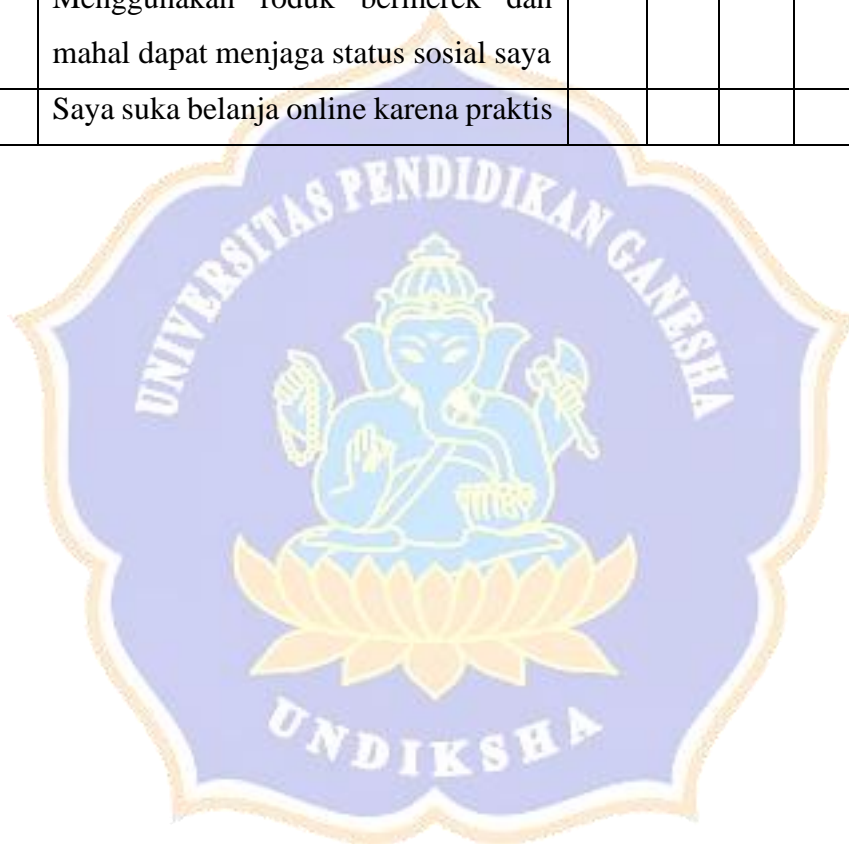 Menggunakan roduk bermerek dan
mahal dapat menjaga status sosial saya
Saya suka belanja online karena praktis
UNIVERSITAS PENDIDIKAN GANESHA
UNDIKSHA